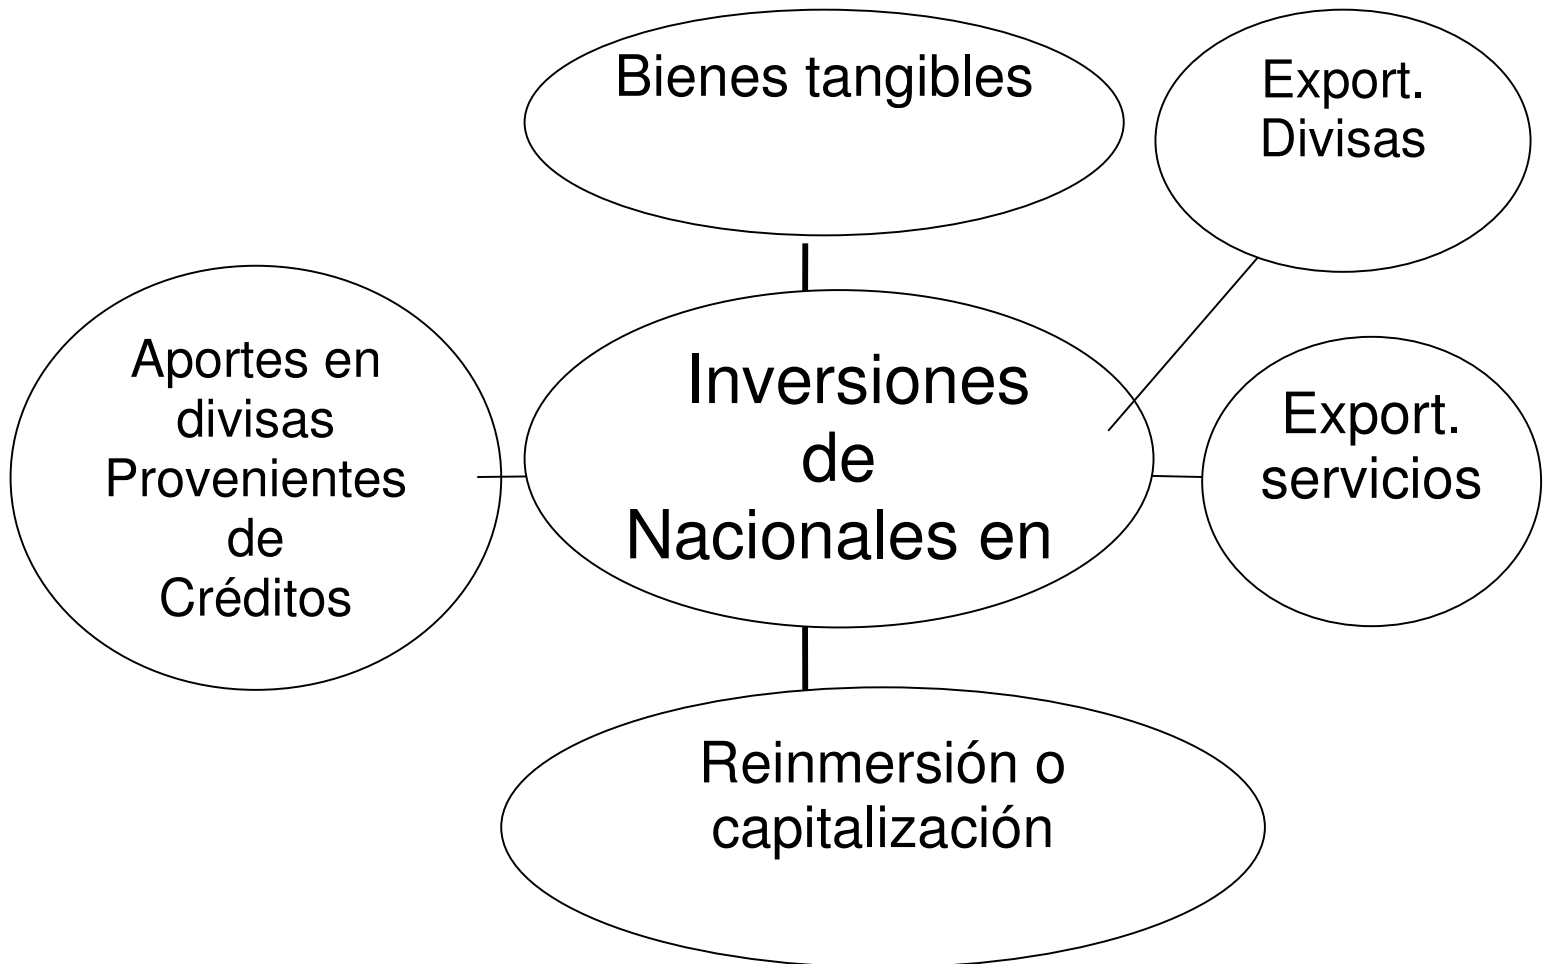 Bienes tangibles
Export.
Divisas
Aportes en
divisas
Provenientes
de
Créditos
Inversiones
de
Nacionales en
Export.
servicios
Reinmersión o
capitalización